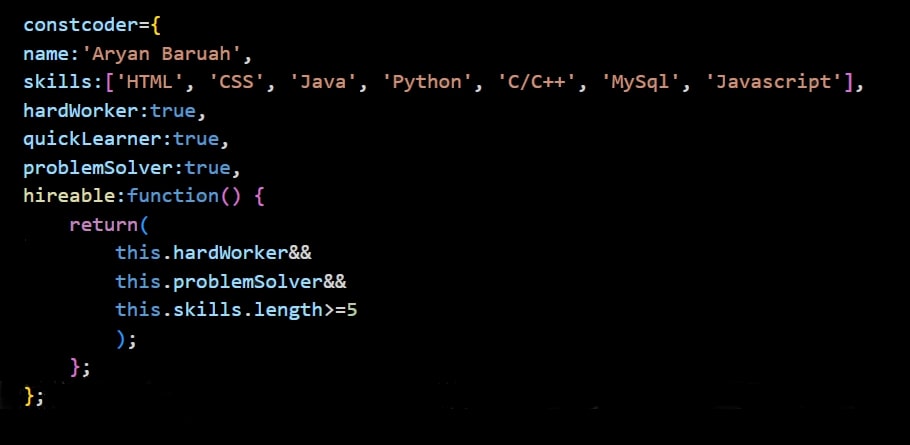 constcoder={
name:'Aryan Baruah',
skills:['HTML', 'CSS', 'Java', 'Python', 'C/C++', 'MySql', 'Javascript'],
hardWorker:true,
quickLearner:true,
problemSolver:true,
hireable:function() {
return(
this.hardWorker&&
this.problemSolver&&
this.skills.length>=5
);
};
};